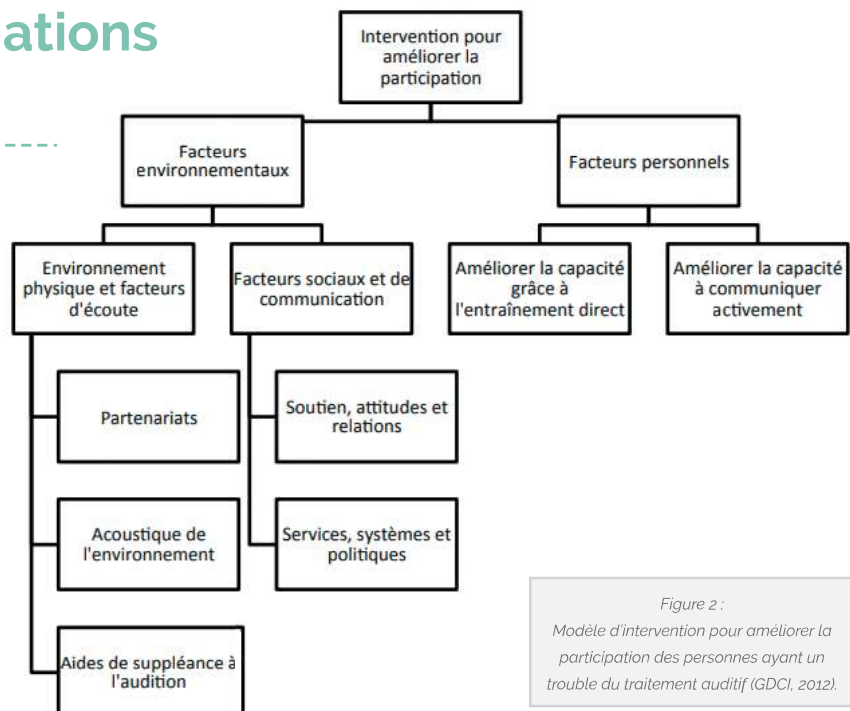 ations
Intervention pour
améliorer la
participation
Facteurs
environnementaux
Facteurs personnels
Environnement
physique et facteurs
d'écoute
Facteurs sociaux et de
communication
Améliorer la capacité
grâce à
l'entraînement direct
Améliorer la capacité
à communiquer
activement
Partenariats
Soutien, attitudes et
relations
Acoustique de
l'environnement
Services, systèmes et
politiques
Aides de suppléance à
l'audition
Figure 2 :
Modèle d'intervention pour améliorer la
participation des personnes ayant un
trouble du traitement auditif (GDCI, 2012).